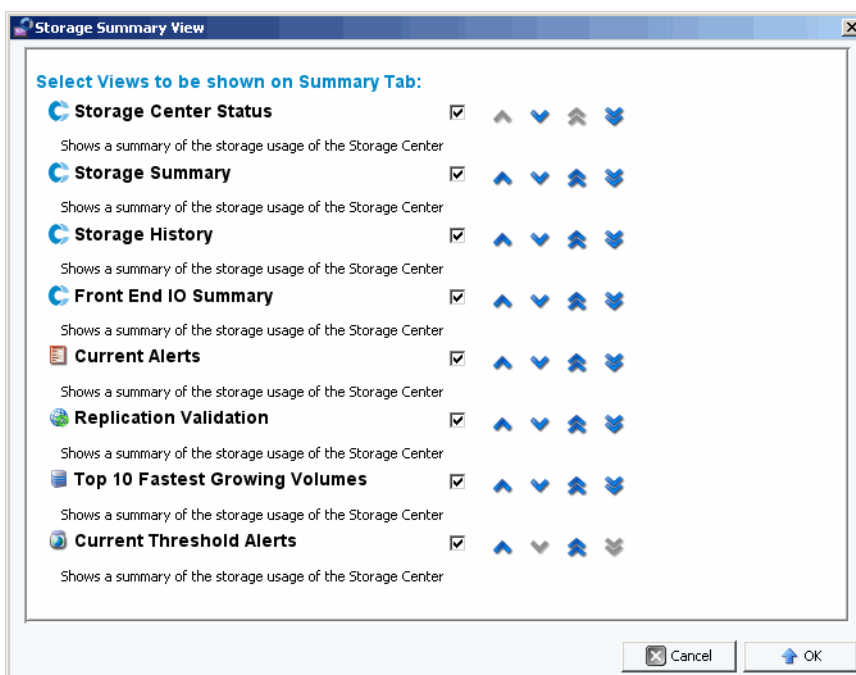 Storage Summary View
Select Views to be shown on Summary Tab:
Storage Center Status
Shows a summary of the storage usage of the Storage Center
Storage Summary
Shows a summary of the storage usage of the Storage Center
Storage History
Shows a summary of the storage usage of the Storage Center
Front End IO Summary
Shows a summary of the storage usage of the Storage Center
Current Alerts
Shows a summary of the storage usage of the Storage Center
Replication Validation
Shows a summary of the storage usage of the Storage Center
Top 10 Fastest Growing Volumes
Shows a summary of the storage usage of the Storage Center
Current Threshold Alerts
Shows a summary of the storage usage of the Storage Center
Cancel OK